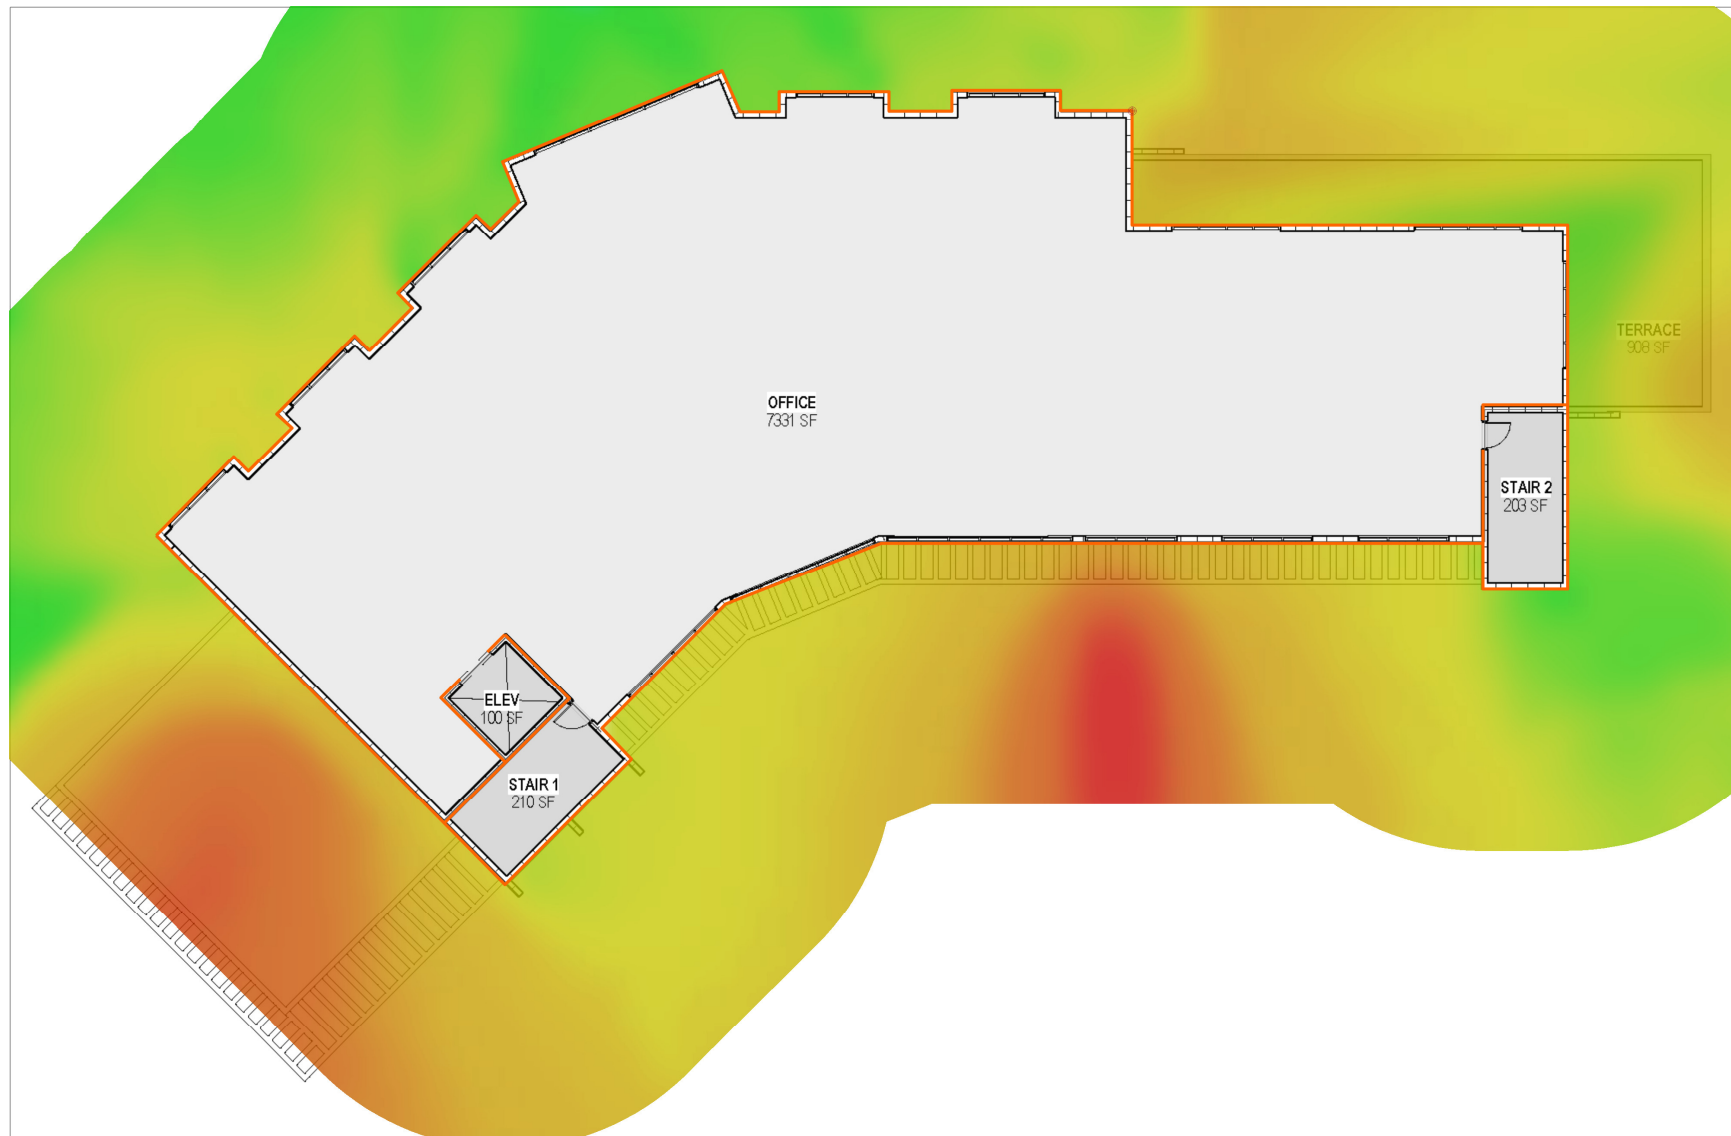 TERRACE
908 SF
OFFICE
7331 SF
STAIR 2
203 SF
ELEV
100 SF
STAIR 1
210 SF